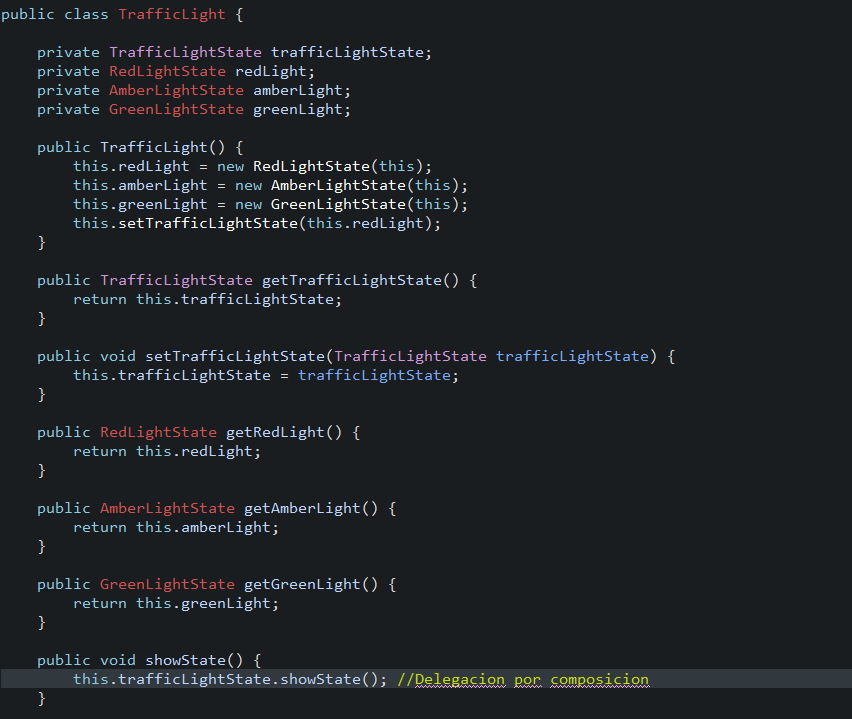 public class TrafficLight {
private TrafficLightState trafficLightState;
private RedLightState redLight;
private AmberLightState amberLight;
private GreenLightState greenLight;
public TrafficLight() {
this.redLight = new RedLightState(this);
this.amberLight = new AmberLightState(this);
this.greenLight = new GreenLightState(this);
this.setTrafficLightState(this.redLight);
}
public TrafficLightState getTrafficLightState() {
return this.trafficLightState;
}
public void setTrafficLightState(TrafficLightState trafficLightState) {
this.trafficLightState = trafficLightState;
}
public RedLightState getRedLight() {
return this.redLight;
}
public AmberLightState getAmberLight() {
return this.amberLight;
}
public GreenLightState getGreenLight() {
return this.greenLight;
}
public void showState() {
this.trafficLightState.showState(); //Delegacion por composicion
}